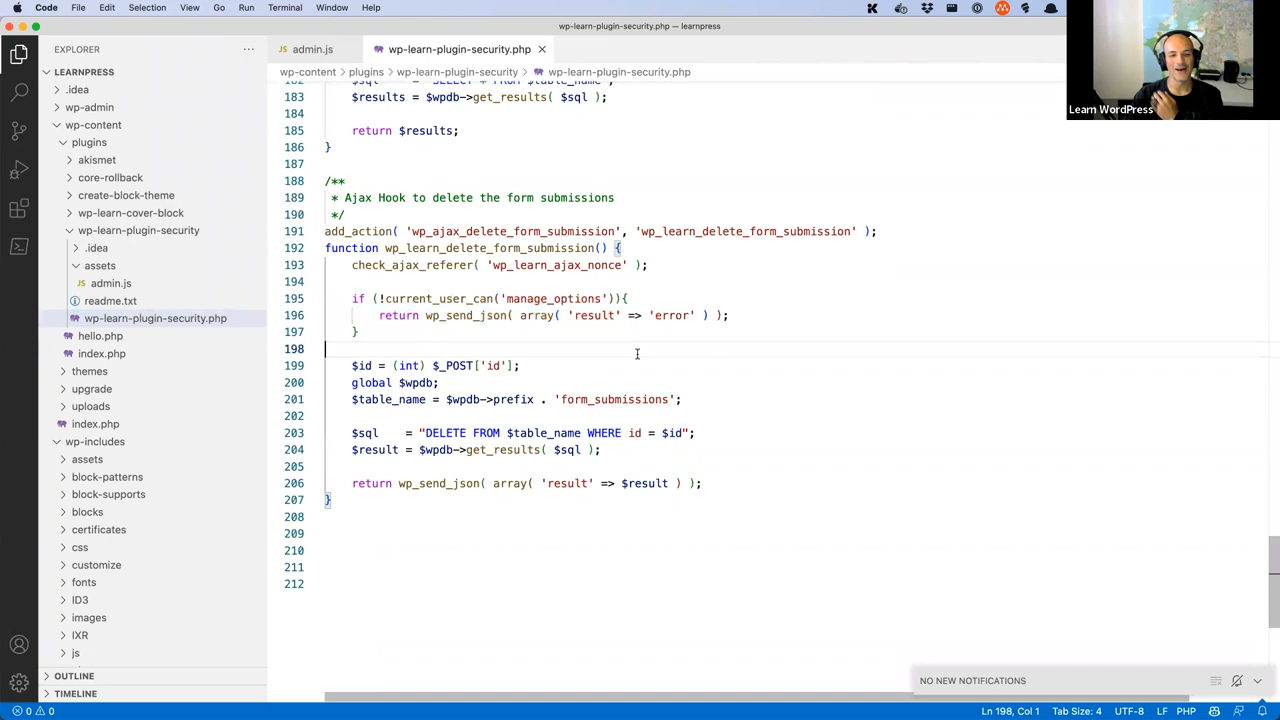 Code File Edit Selection View Go Run Terminal Window Help
wp-learn-plugin-security.php — learnpress
EXPLORER
LEARNPRESS
.idea
wp-admin
wp-content
plugins
akismet
core-rollback
create-block-theme
wp-learn-cover-block
wp-learn-plugin-security
.idea
assets
admin.js
readme.txt
wp-learn-plugin-security.php
hello.php
index.php
themes
upgrade
uploads
index.php
wp-includes
assets
block-patterns
block-supports
blocks
certificates
css
customize
fonts
ID3
images
IXR
js
OUTLINE
TIMELINE
admin.js wp-learn-plugin-security.php
wp-content > plugins > wp-learn-plugin-security > wp-learn-plugin-security.php
182 $sql = "SELECT * FROM $table_name";
183 $results = $wpdb->get_results( $sql );
184
185 return $results;
186 }
187
188 /**
189 * Ajax Hook to delete the form submissions
190 */
191 add_action( 'wp_ajax_delete_form_submission', 'wp_learn_delete_form_submission' );
192 function wp_learn_delete_form_submission() {
193 check_ajax_referer( 'wp_learn_ajax_nonce' );
194
195 if (!current_user_can('manage_options')){
196 return wp_send_json( array( 'result' => 'error' ) );
197 }
198
199 $id = (int) $_POST['id'];
200 global $wpdb;
201 $table_name = $wpdb->prefix . 'form_submissions';
202
203 $sql = "DELETE FROM $table_name WHERE id = $id";
204 $result = $wpdb->get_results( $sql );
205
206 return wp_send_json( array( 'result' => $result ) );
207 }
208
209
210
211
212
Learn WordPress
NO NEW NOTIFICATIONS
0 0 Ln 198, Col 1 Tab Size: 4 UTF-8 LF PHP